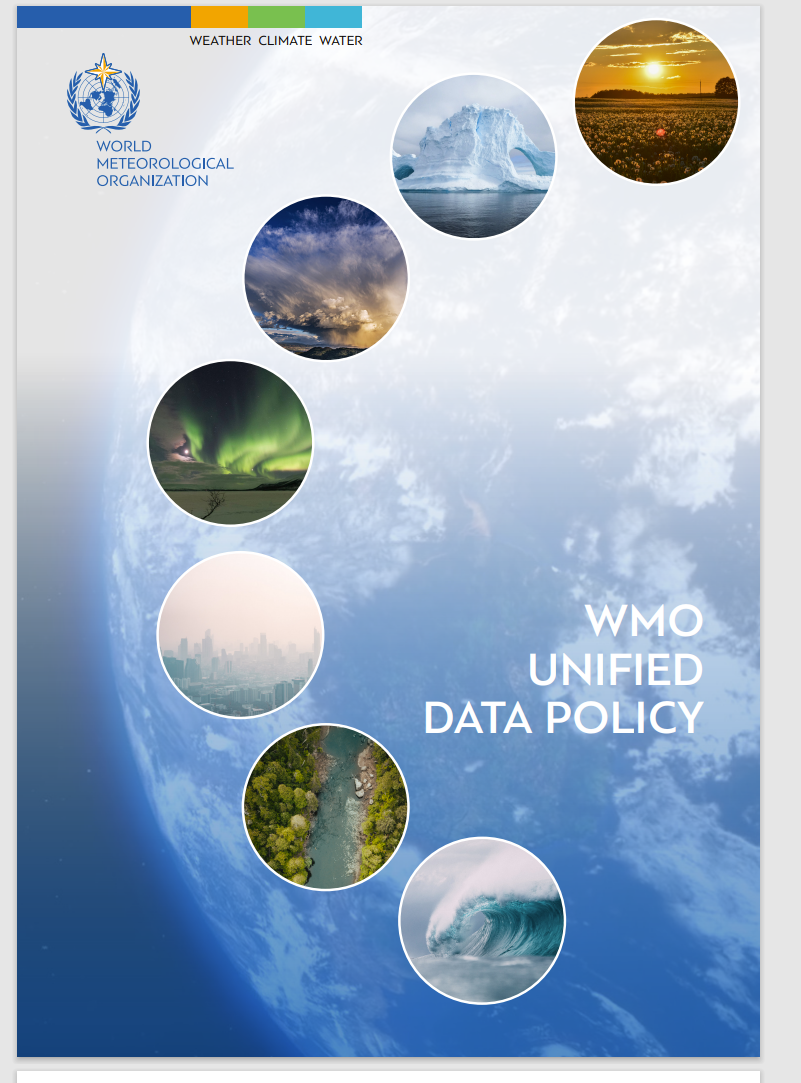 WEATHER CLIMATE WATER
WORLD
METEOROLOGICAL
ORGANIZATION
WMO
UNIFIED
DATA POLICY